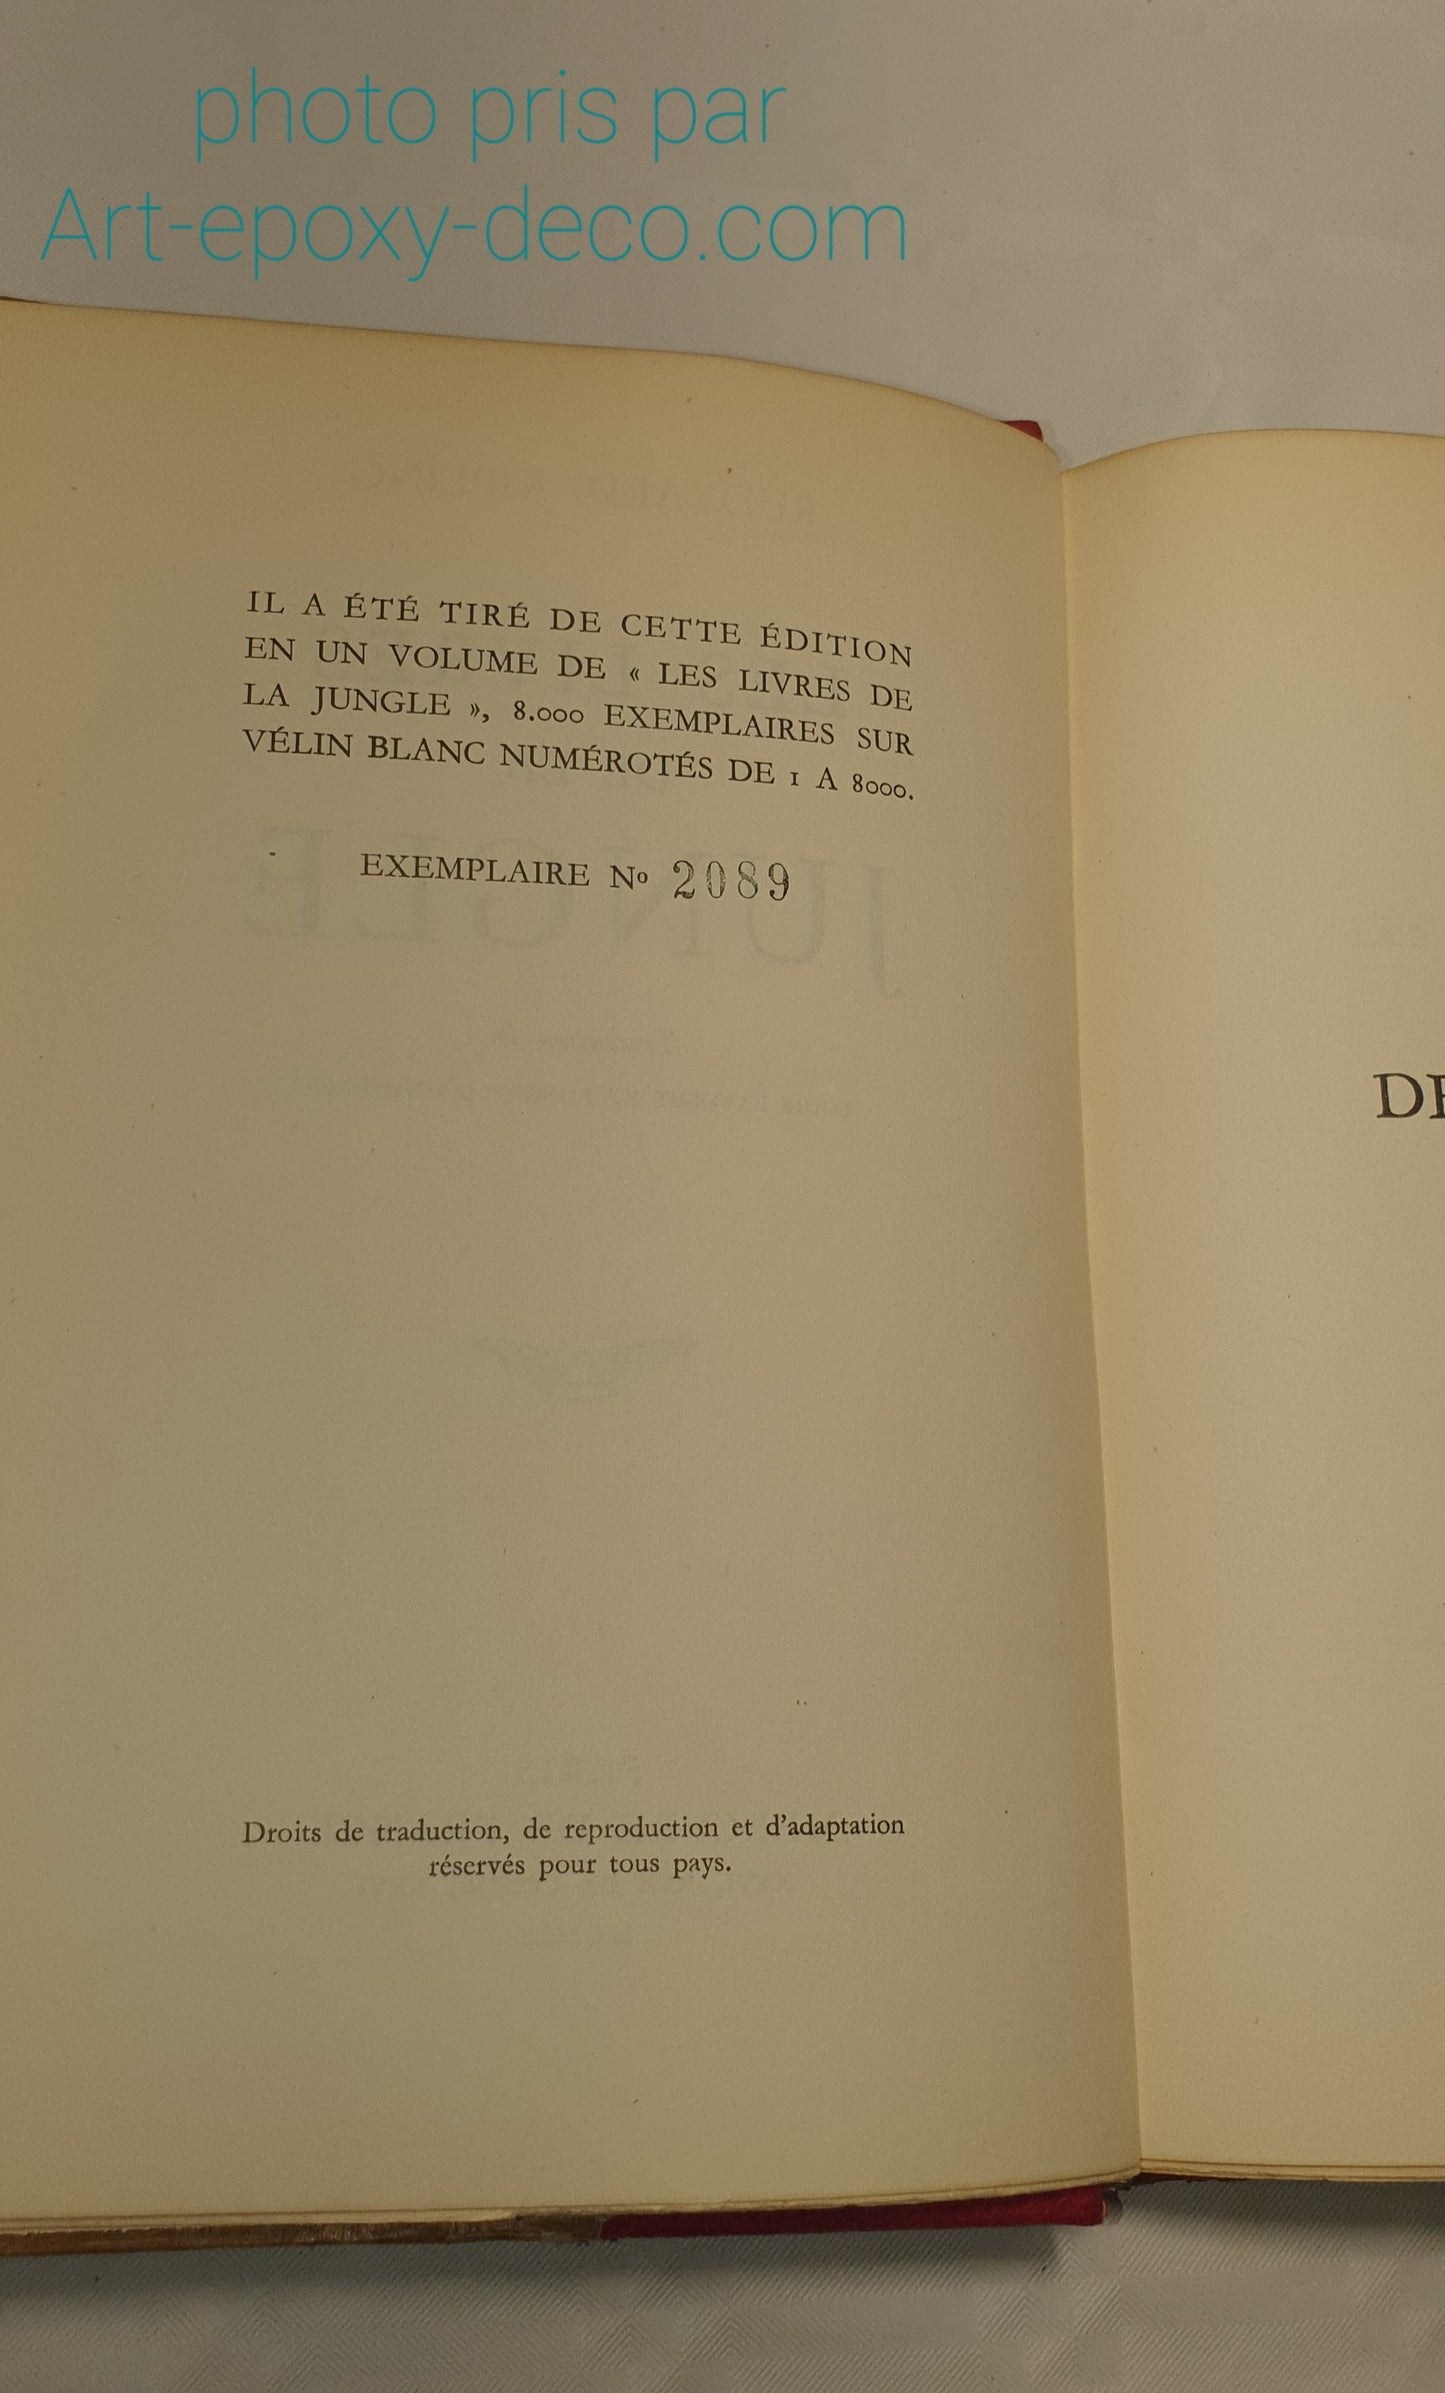 photo pris par
Art-epoxy-deco.com
IL A ÉTÉ TIRÉ DE CETTE ÉDITION
EN UN VOLUME DE « LES LIVRES DE
LA JUNGLE », 8.000 EXEMPLAIRES SUR
VÉLIN BLANC NUMÉROTÉS DE 1 A 8000.
EXEMPLAIRE Nº 2089
JUNGLE
DE
Droits de traduction, de reproduction et d'adaptation
réservés pour tous pays.